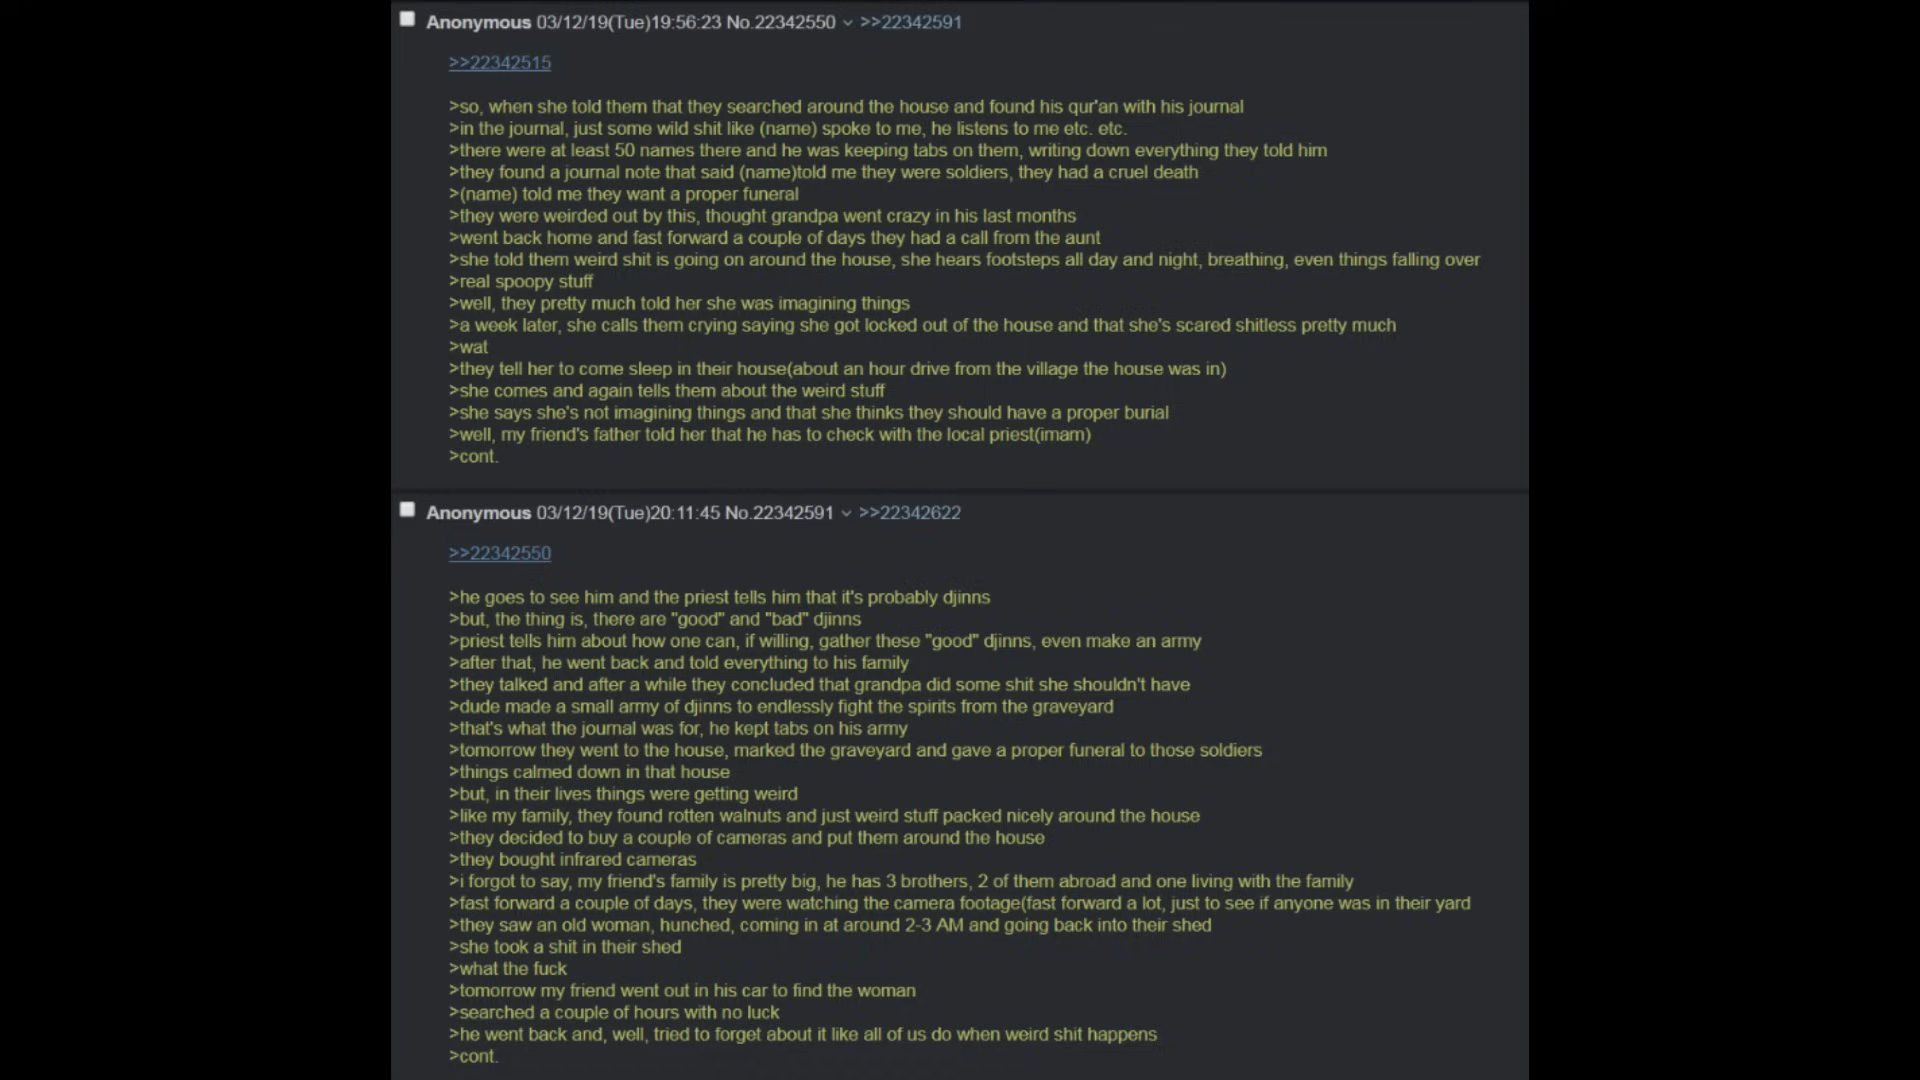 Anonymous 03/12/19(Tue)19:56:23 No.22342550 >>22342591
>>22342515
>so, when she told them that they searched around the house and found his qur'an with his journal
>in the journal, just some wild shit like (name) spoke to me, he listens to me etc. etc.
>there were at least 50 names there and he was keeping tabs on them, writing down everything they told him
>they found a journal note that said (name)told me they were soldiers, they had a cruel death
>(name) told me they want a proper funeral
>they were weirded out by this, thought grandpa went crazy in his last months
>went back home and fast forward a couple of days they had a call from the aunt
>she told them weird shit is going on around the house, she hears footsteps all day and night, breathing, even things falling over
>real spoopy stuff
>well, they pretty much told her she was imagining things
>a week later, she calls them crying saying she got locked out of the house and that she's scared shitless pretty much
>wat
>they tell her to come sleep in their house(about an hour drive from the village the house was in)
>she comes and again tells them about the weird stuff
>she says she's not imagining things and that she thinks they should have a proper burial
>well, my friend's father told her that he has to check with the local priest(imam)
>cont.
Anonymous 03/12/19(Tue)20:11:45 No.22342591 >>22342622
>>22342550
>he goes to see him and the priest tells him that it's probably djinns
>but, the thing is, there are "good" and "bad" djinns
>priest tells him about how one can, if willing, gather these "good" djinns, even make an army
>after that, he went back and told everything to his family
>they talked and after a while they concluded that grandpa did some shit she shouldn't have
>dude made a small army of djinns to endlessly fight the spirits from the graveyard
>that's what the journal was for, he kept tabs on his army
>tomorrow they went to the house, marked the graveyard and gave a proper funeral to those soldiers
>things calmed down in that house
>but, in their lives things were getting weird
>like my family, they found rotten walnuts and just weird stuff packed nicely around the house
>they decided to buy a couple of cameras and put them around the house
>they bought infrared cameras
>i forgot to say, my friend's family is pretty big, he has 3 brothers, 2 of them abroad and one living with the family
>fast forward a couple of days, they were watching the camera footage(fast forward a lot, just to see if anyone was in their yard
>they saw an old woman, hunched, coming in at around 2-3 AM and going back into their shed
>she took a shit in their shed
>what the fuck
>tomorrow my friend went out in his car to find the woman
>searched a couple of hours with no luck
>he went back and, well, tried to forget about it like all of us do when weird shit happens
>cont.